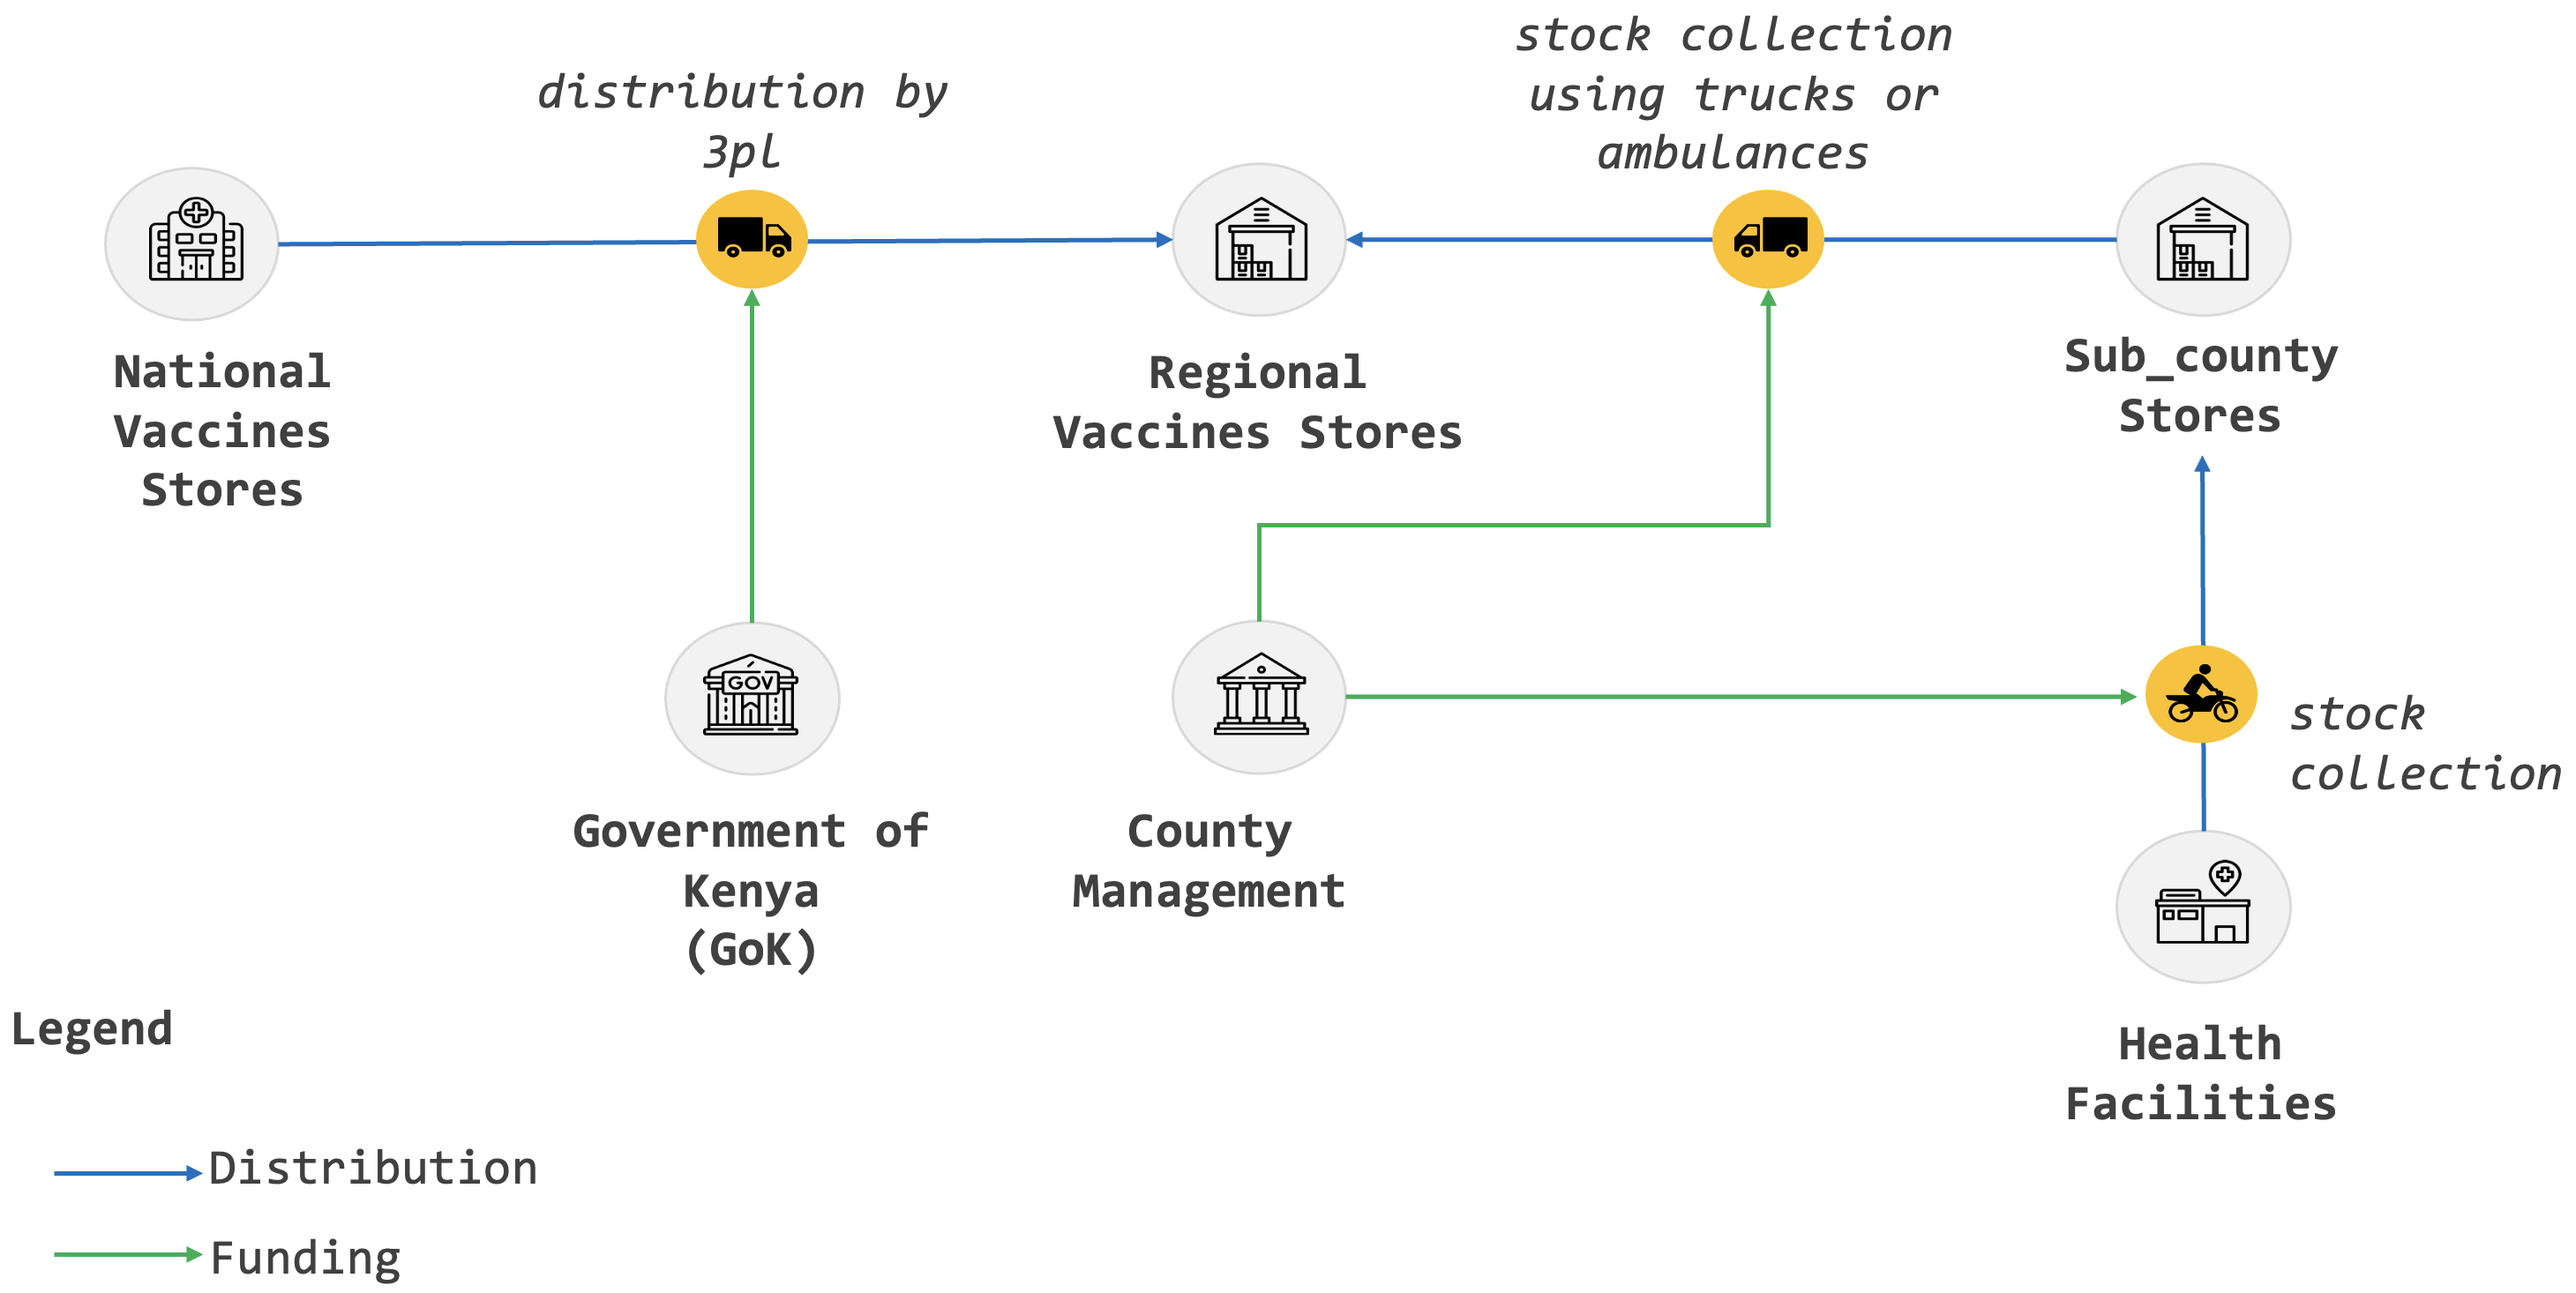 distribution by
3pl
stock collection
using trucks or
ambulances
National
Vaccines
Stores
Regional
Vaccines Stores
Sub_county
Stores
GOV
Government of
Kenya
(GoK)
County
Management
stock
collection
Health
Facilities
Legend
Distribution
Funding